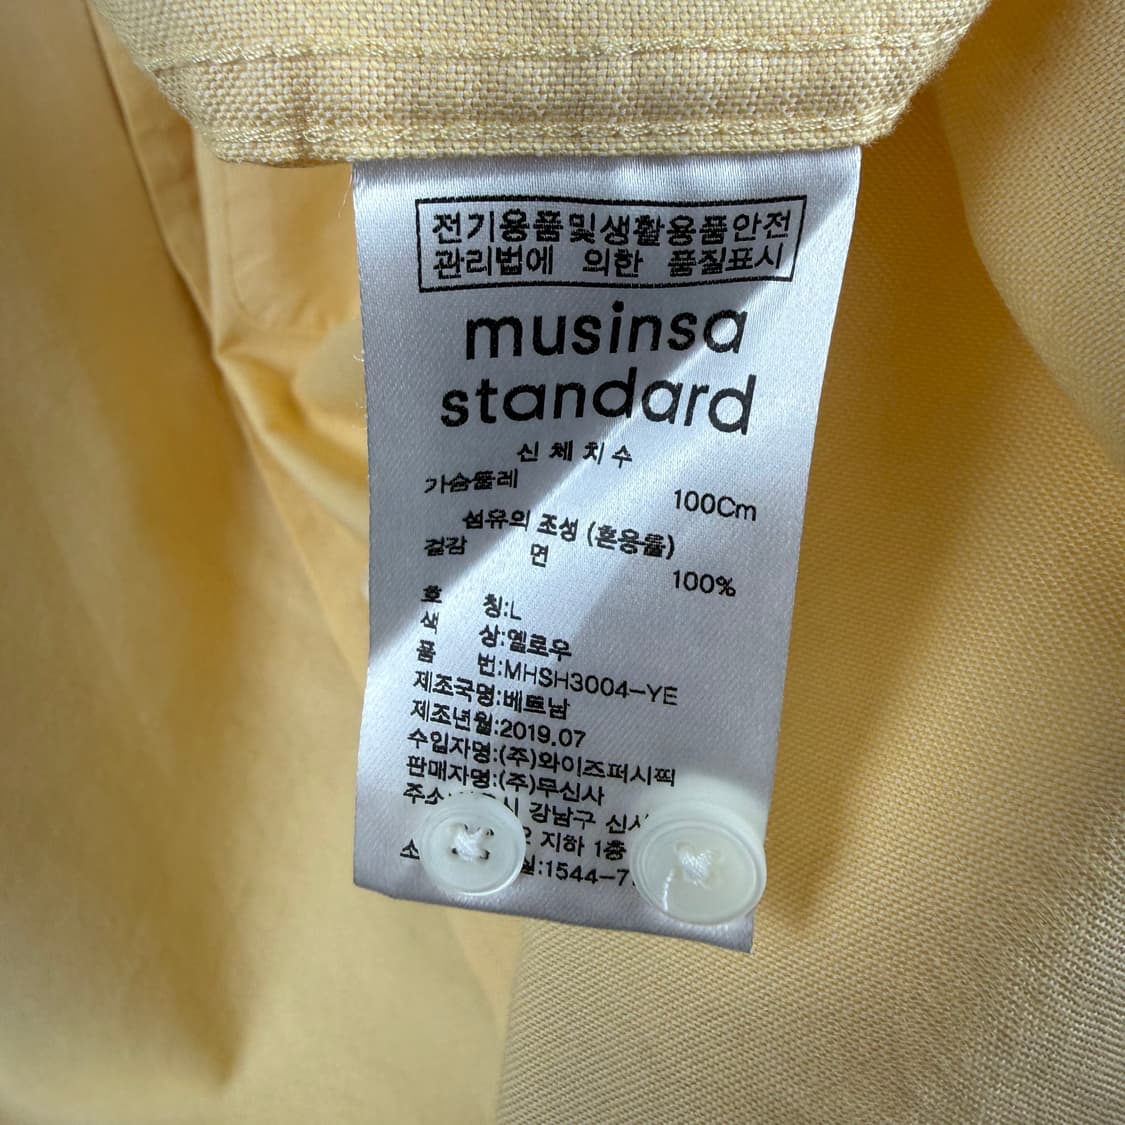 전기용품및생활용품안전
관리법에 의한 품질표시
musinsa
standard
신체치수
가슴둘레 100Cm
섬유의 조성 (혼용율)
겉감 면 100%
호 칭:L
색 상:옐로우
품 번:MHSH3004-YE
제조국명:베트남
제조년월:2019.07
수입자명:(주)와이즈퍼시픽
판매자명:(주)무신사
주소: 강남구
지하 1층
:1544-7